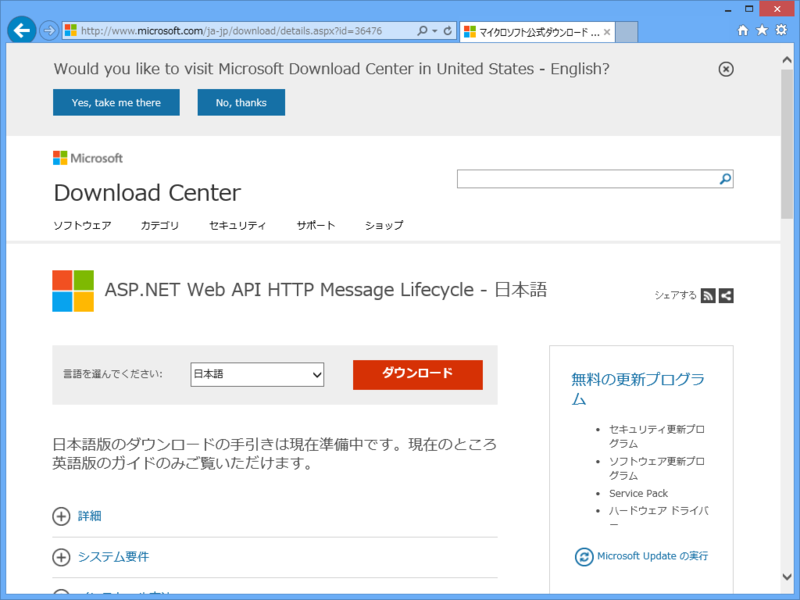 http://www.microsoft.com/ja-jp/download/details.aspx?id=36476
マイクロソフト公式ダウンロード ...
Would you like to visit Microsoft Download Center in United States - English?
Yes, take me there
No, thanks
Microsoft
Download Center
ソフトウェア カテゴリ セキュリティ サポート ショップ
ASP.NET Web API HTTP Message Lifecycle - 日本語
シェアする
言語を選んでください:
日本語
ダウンロード
日本語版のダウンロードの手引きは現在準備中です。現在のところ
英語版のガイドのみご覧いただけます。
詳細
システム要件
無料の更新プログラ
ム
セキュリティ更新プロ
グラム
ソフトウェア更新プロ
グラム
Service Pack
ハードウェア ドライバ
ー
Microsoft Update の実行